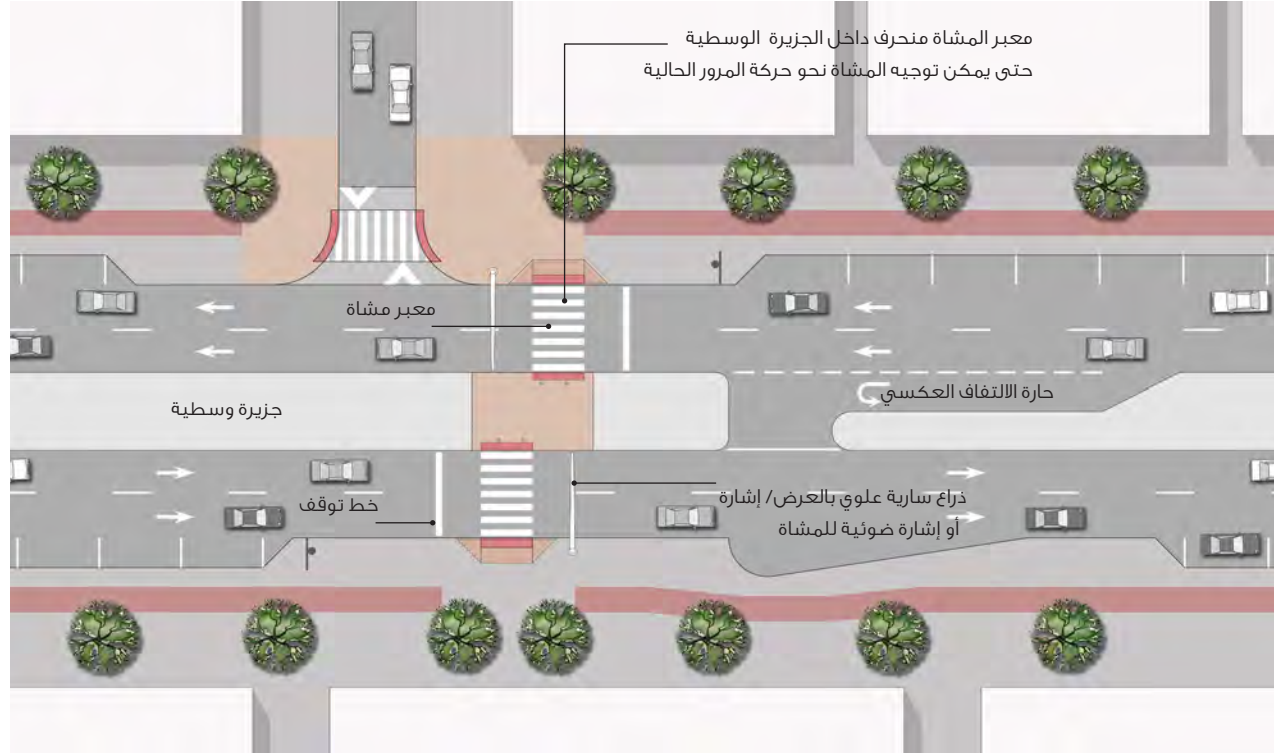 معبر المشاة منحرف داخل الجزيرة الوسطية
حتى يمكن توجيه المشاة نحو حركة المرور الحالية
معبر مشاة
حارة الالتفاف العكسي
جزيرة وسطية
ذراع سارية علوي بالعرض/ إشارة
أو إشارة ضوئية للمشاة
خط توقف